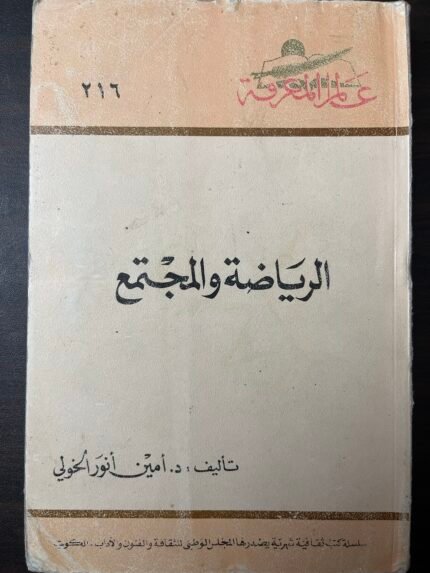 عالم المعرفة
٢١٦
الرياضة والمجتمع
تأليف: د. أمين أنور الخولي
سلسلة كتب ثقافية شهرية يصدرها المجلس الوطني للثقافة والفنون والآداب - الكويت